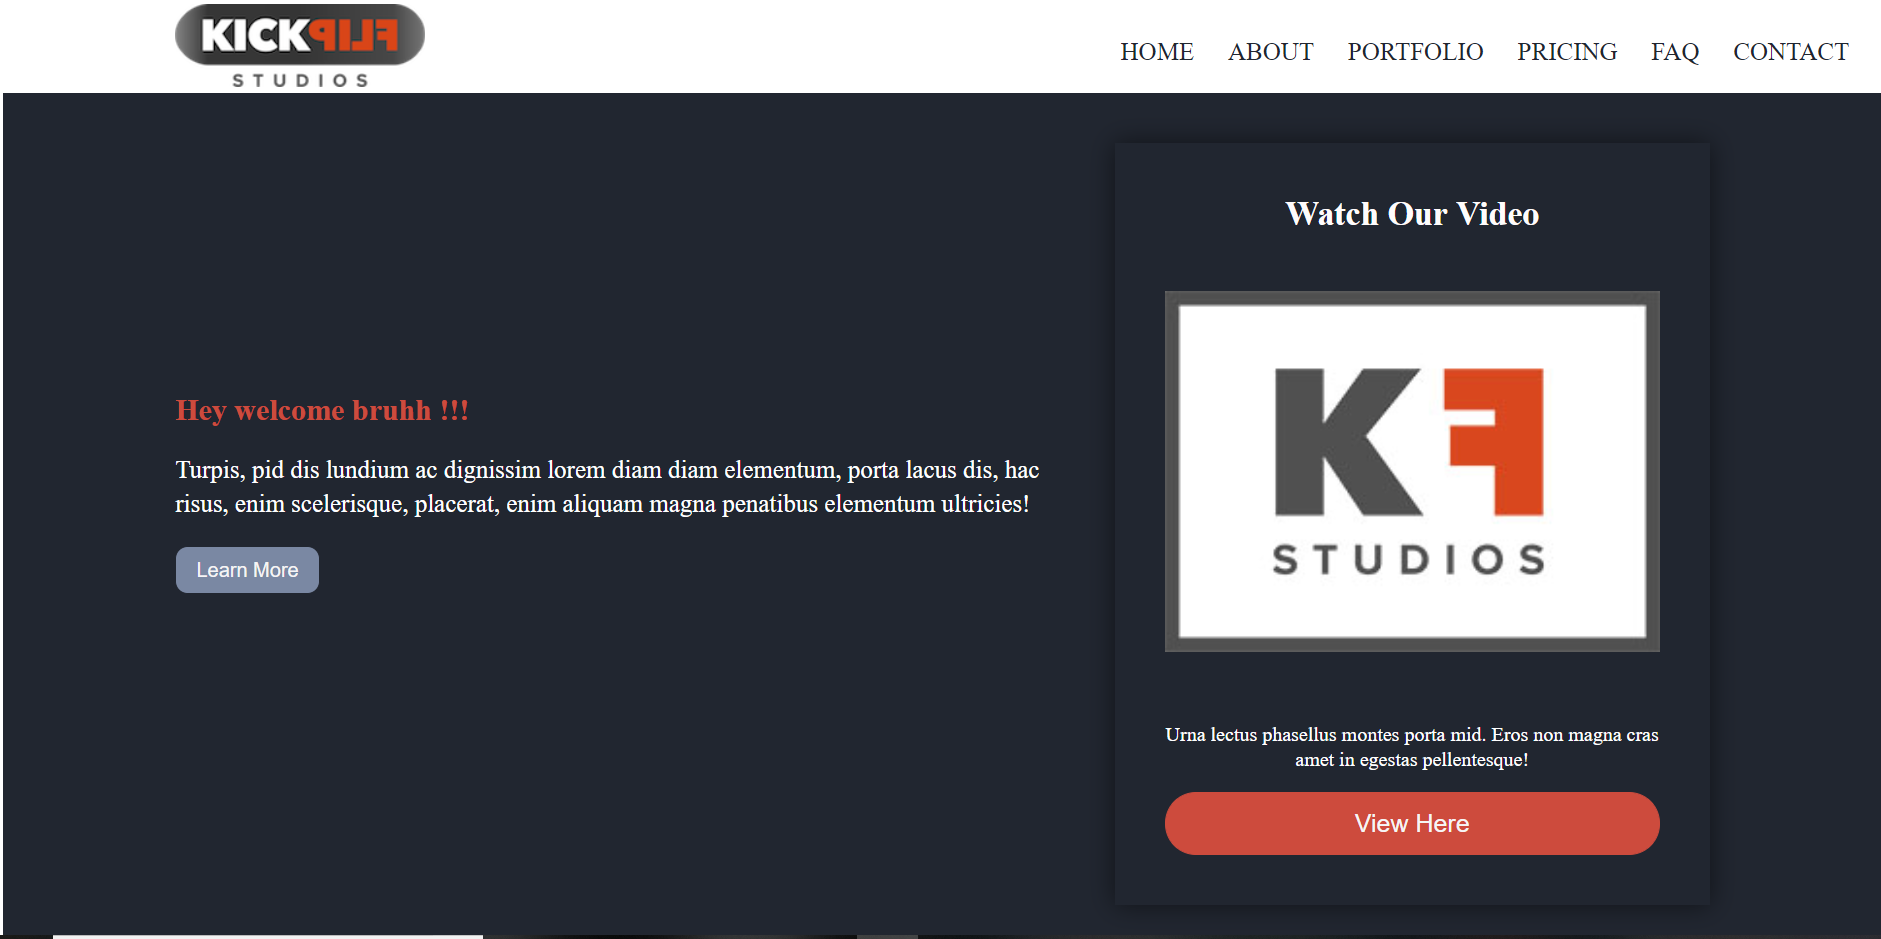 KICKFLIP
STUDIOS
HOME ABOUT PORTFOLIO PRICING FAQ CONTACT
Hey welcome bruhh !!!
Turpis, pid dis lundium ac dignissim lorem diam diam elementum, porta lacus dis, hac
risus, enim scelerisque, placerat, enim aliquam magna penatibus elementum ultricies!
Learn More
Watch Our Video
KF
STUDIOS
Urna lectus phasellus montes porta mid. Eros non magna cras
amet in egestas pellentesque!
View Here